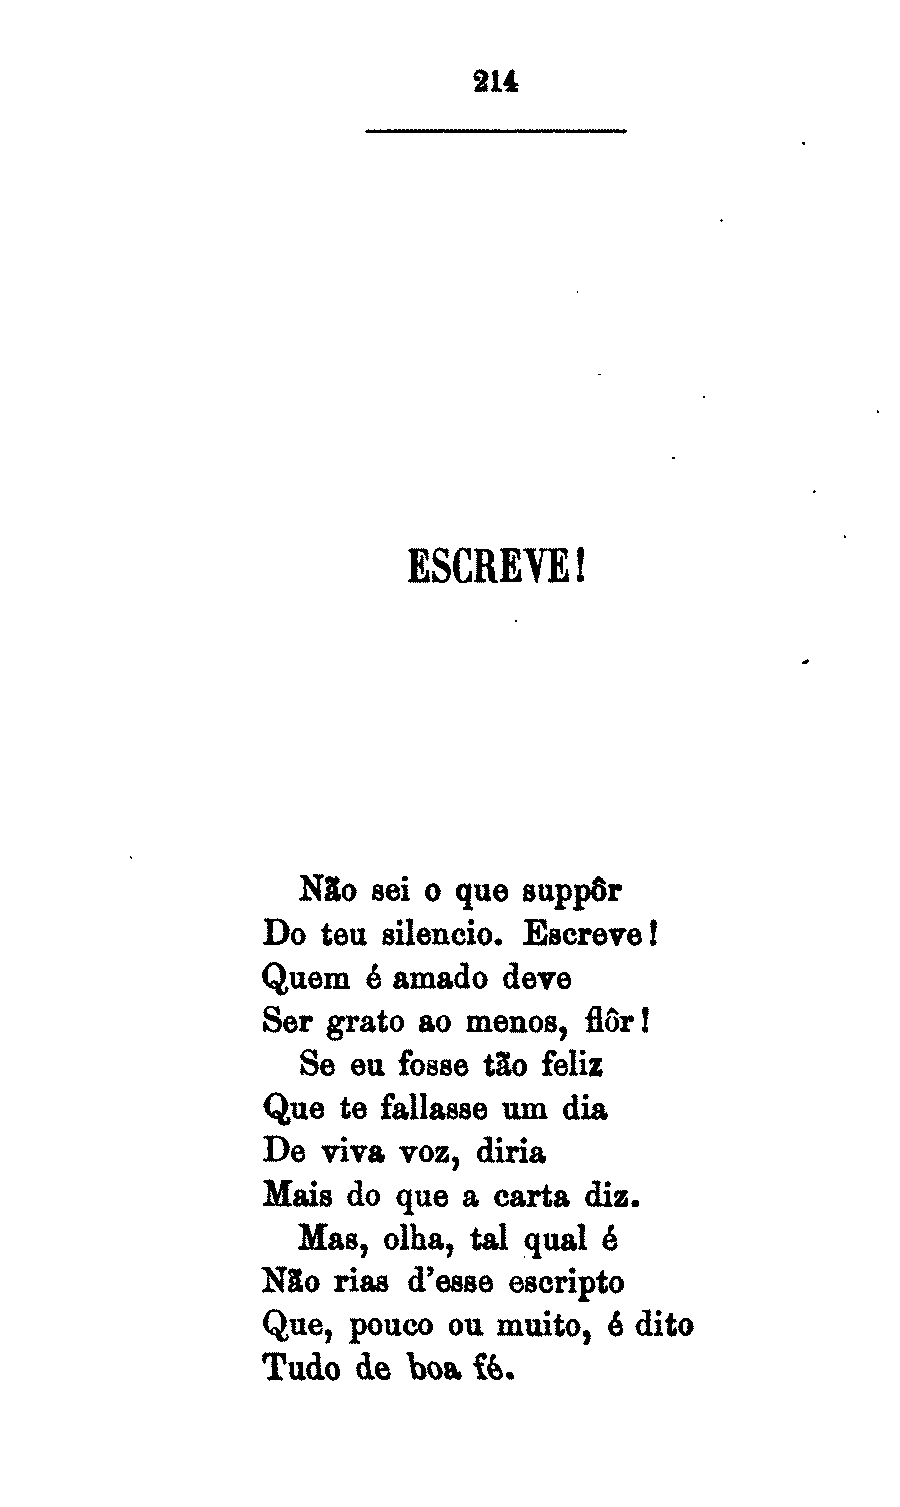 214
ESCREVE!
Não sei o que suppôr
Do teu silencio. Escreve!
Quem é amado deve
Ser grato ao menos, flôr!
Se eu fosse tão feliz
Que te fallasse um dia
De viva voz, diria
Mais do que a carta diz.
Mas, olha, tal qual é
Não rias d'esse escripto
Que, pouco ou muito, é dito
Tudo de boa fé.